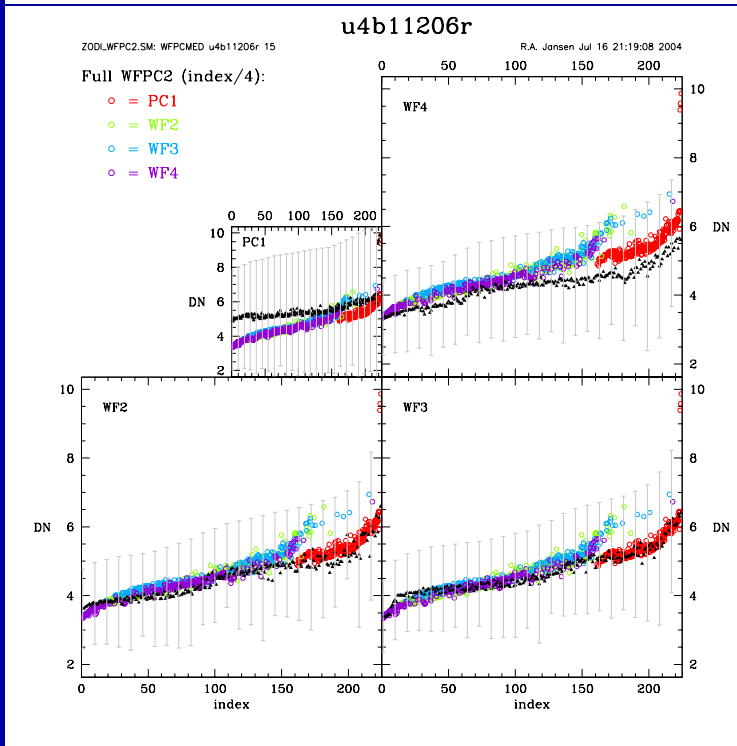 u4b11206r
ZODI_WFPC2.SM: WFPCMED u4b11206r 15
R.A. Jansen Jul 16 21:19:08 2004
Full WFPC2 (index/4):
o = PC1
o = WF2
o = WF3
o = WF4
0 50 100 150 200
WF4
10
8
6
DN
4
2
0 50 100 150 200
PC1
10
8
DN
6
4
2
WF2
10
8
DN
6
4
2
0 50 100 150 200
index
WF3
10
8
DN
6
4
2
0 50 100 150 200
index